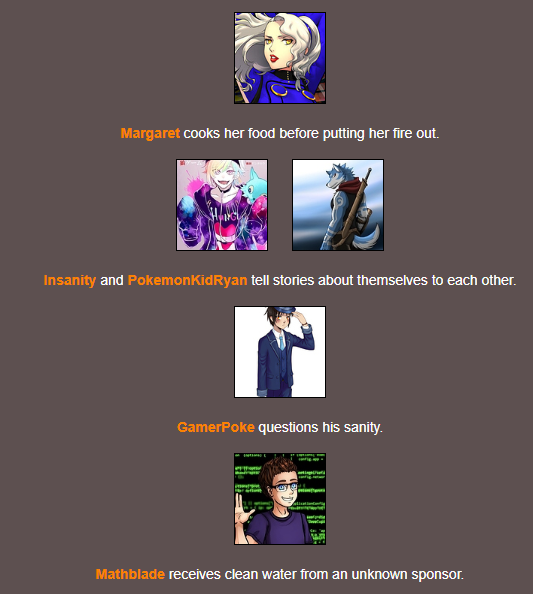 Margaret cooks her food before putting her fire out.
Insanity and PokemonKidRyan tell stories about themselves to each other.
GamerPoke questions his sanity.
Mathblade receives clean water from an unknown sponsor.